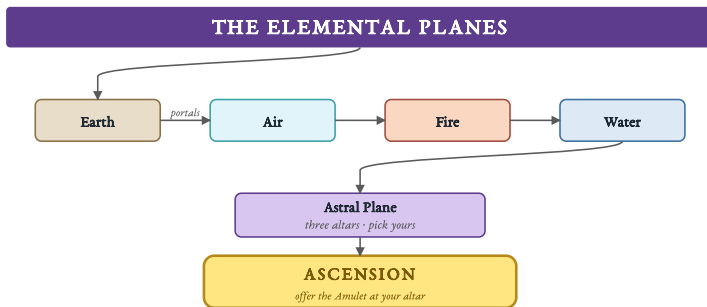 THE ELEMENTAL PLANES
Earth
portals
Air
Fire
Water
Astral Plane
three altars · pick yours
ASCENSION
offer the Amulet at your altar